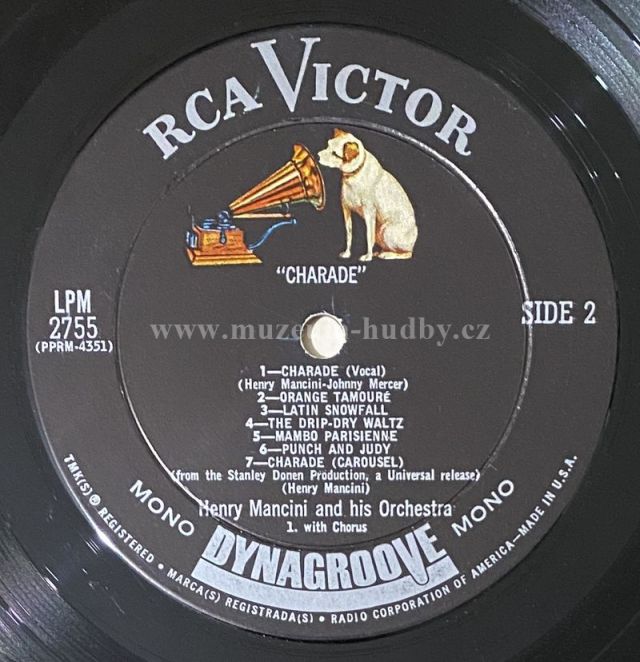 RCA VICTOR
"CHARADE"
LPM
2755
(PPRM-4351)
SIDE 2
www.muzeum-hudby.cz
1—CHARADE (Vocal)
(Henry Mancini-Johnny Mercer)
2—ORANGE TAMOURÉ
3—LATIN SNOWFALL
4—THE DRIP-DRY WALTZ
5—MAMBO PARISIENNE
6—PUNCH AND JUDY
7—CHARADE (CAROUSEL)
(from the Stanley Donen Production, a Universal release)
(Henry Mancini)
Henry Mancini and his Orchestra
1. with Chorus
MONO DYNAGROOVE MONO
TMK(S) ® REGISTERED • MARCA(S) REGISTRADA(S) • RADIO CORPORATION OF AMERICA—MADE IN U.S.A.